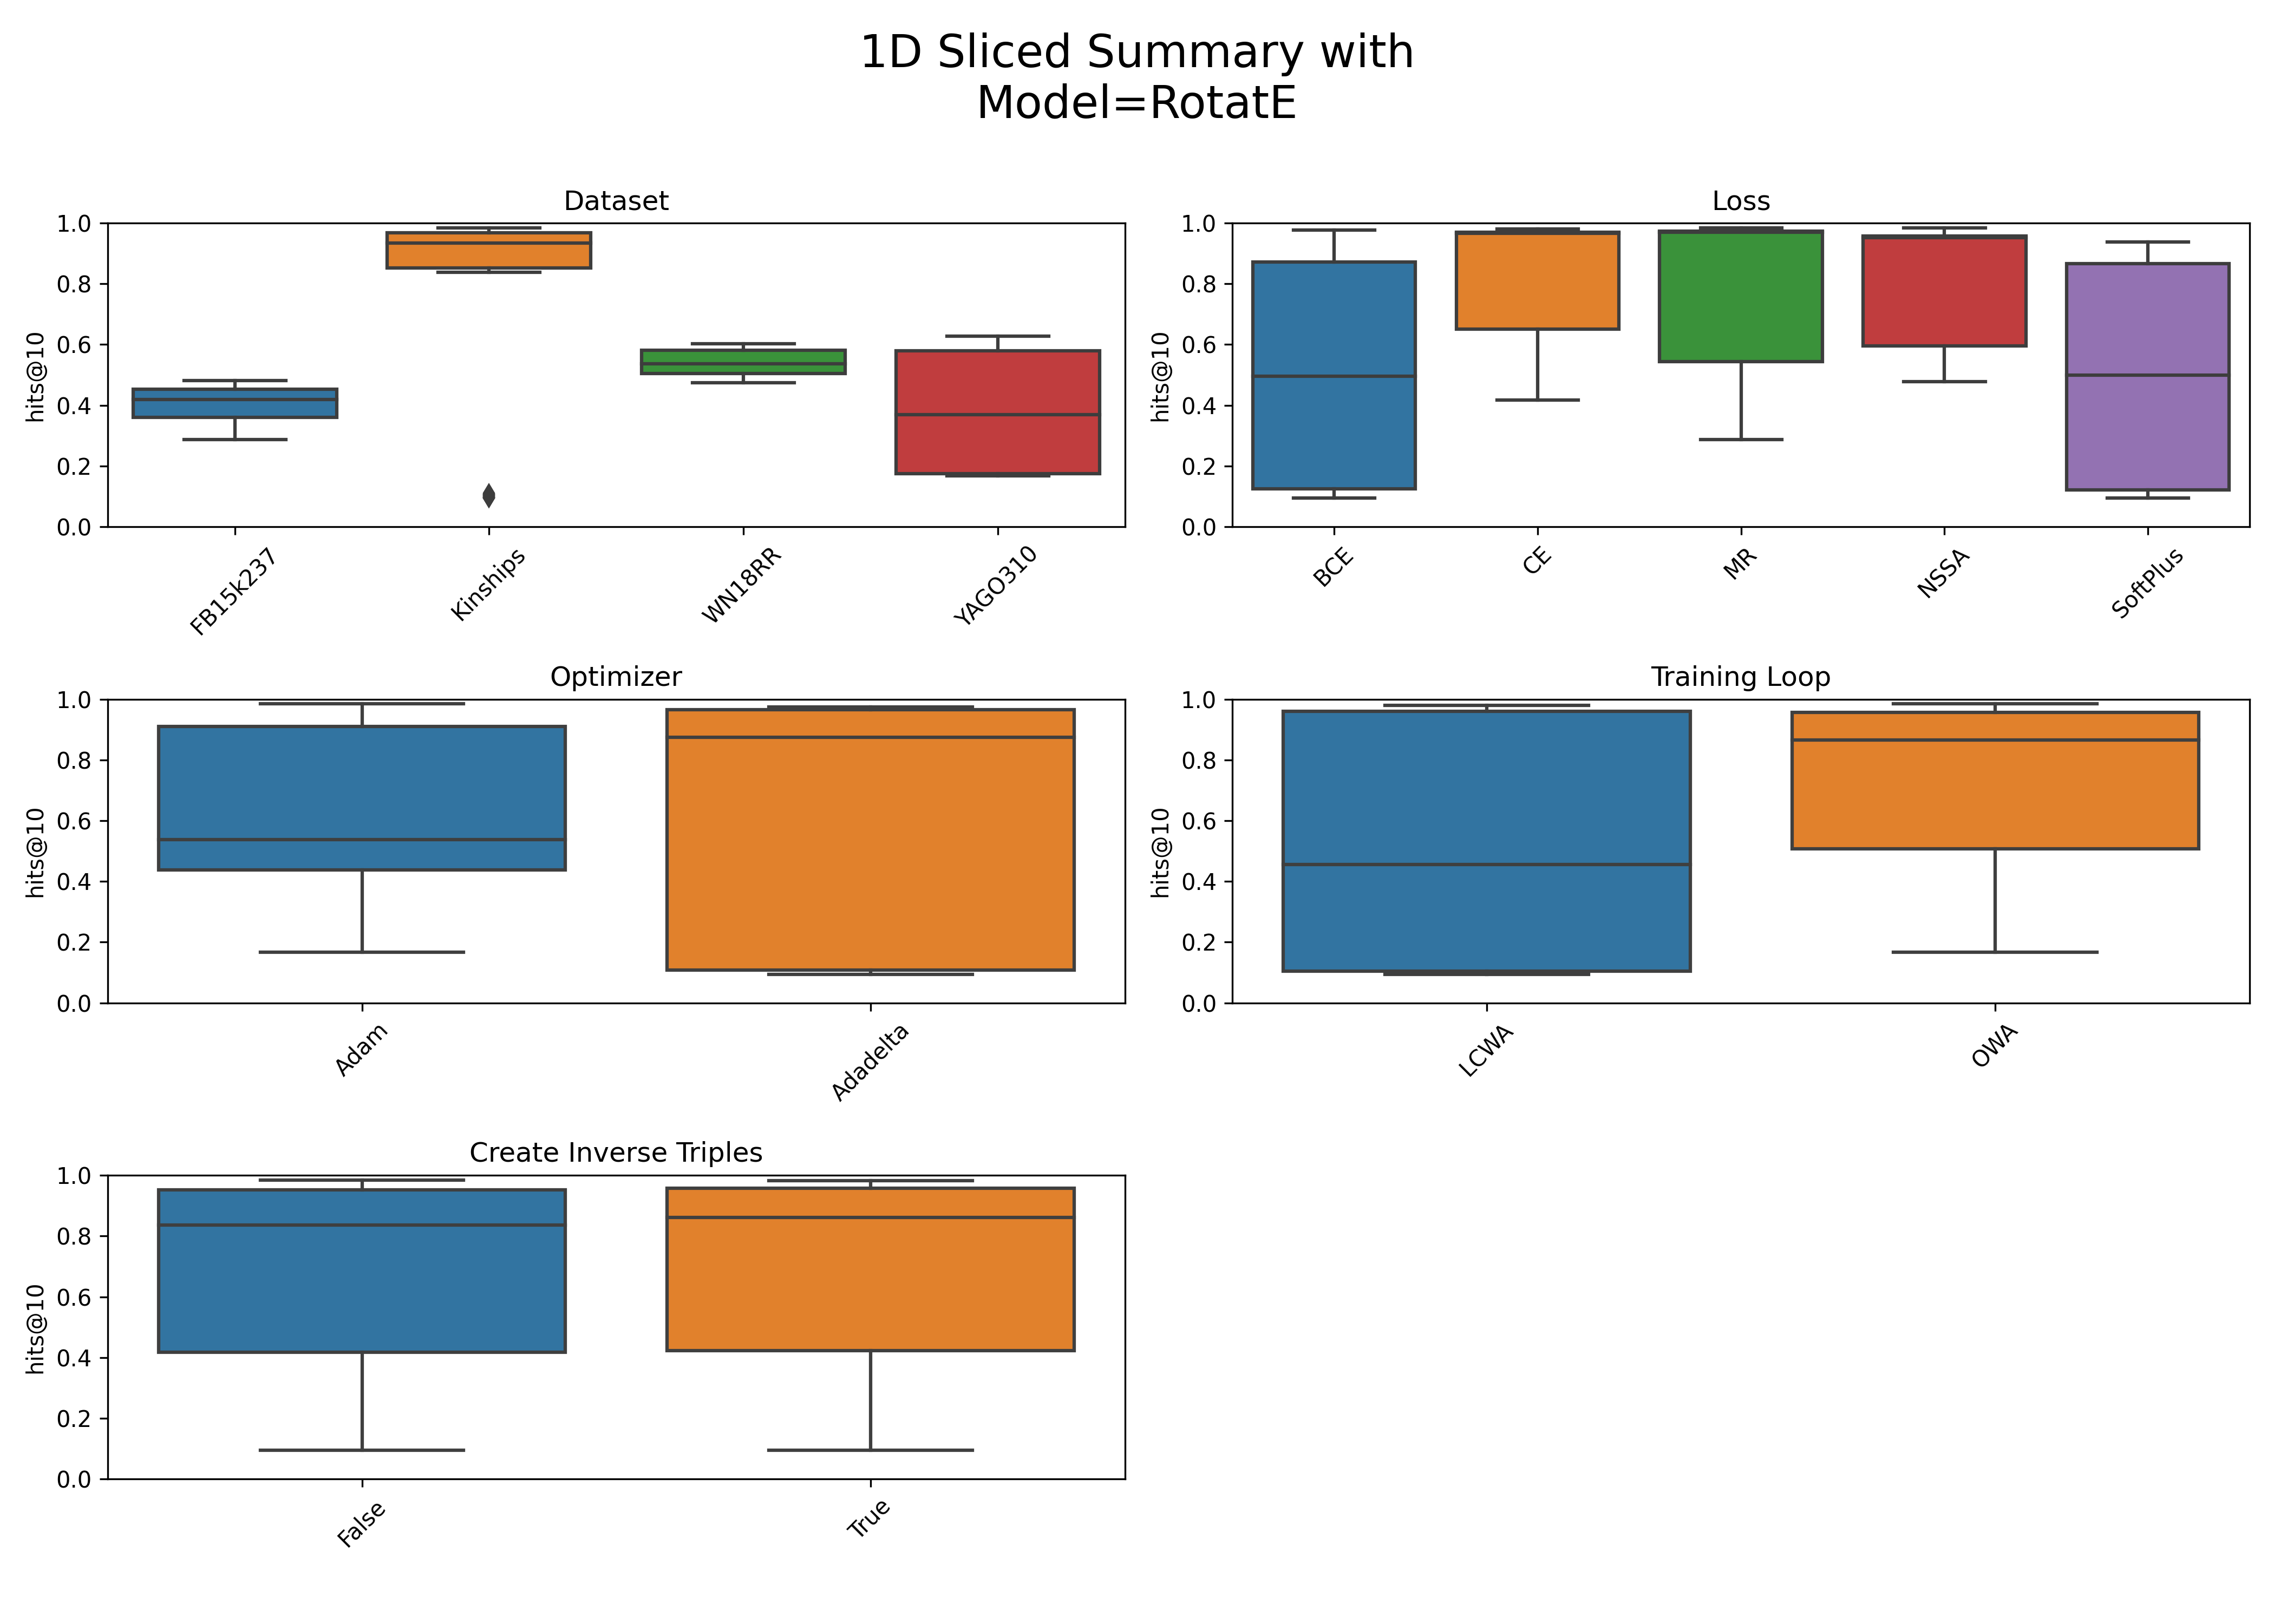 1D Sliced Summary with
Model=RotatE
Dataset
1.0
0.8
0.6
0.4
0.2
0.0
hits@10
FB15k237
Kinships
WN18RR
YAGO310
Loss
1.0
0.8
0.6
0.4
0.2
0.0
hits@10
BCE
CE
MR
NSSA
SoftPlus
Optimizer
1.0
0.8
0.6
0.4
0.2
0.0
hits@10
Adam
Adadelta
Training Loop
1.0
0.8
0.6
0.4
0.2
0.0
hits@10
LCWA
OWA
Create Inverse Triples
1.0
0.8
0.6
0.4
0.2
0.0
hits@10
False
True